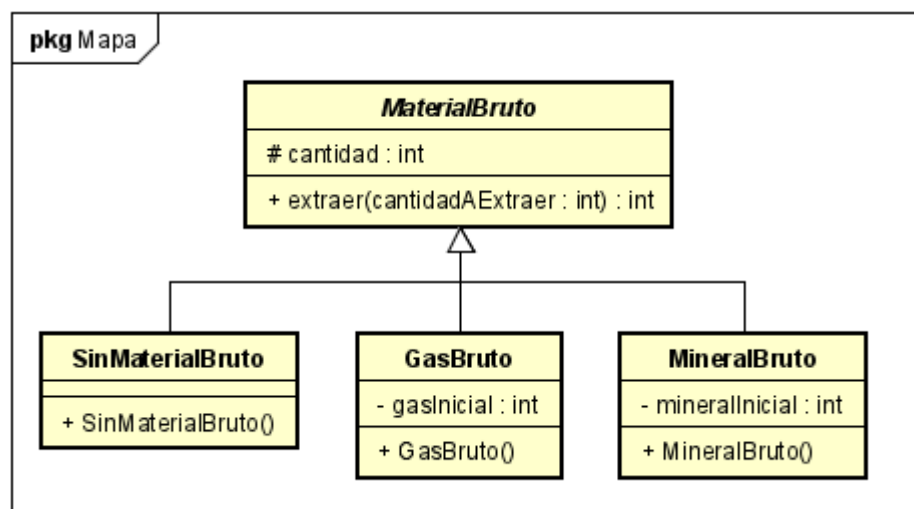 pkg Mapa
MaterialBruto
# cantidad : int
+ extraer(cantidadAExtraer : int) : int
SinMaterialBruto
+ SinMaterialBruto()
GasBruto
- gasInicial : int
+ GasBruto()
MineralBruto
- mineralInicial : int
+ MineralBruto()